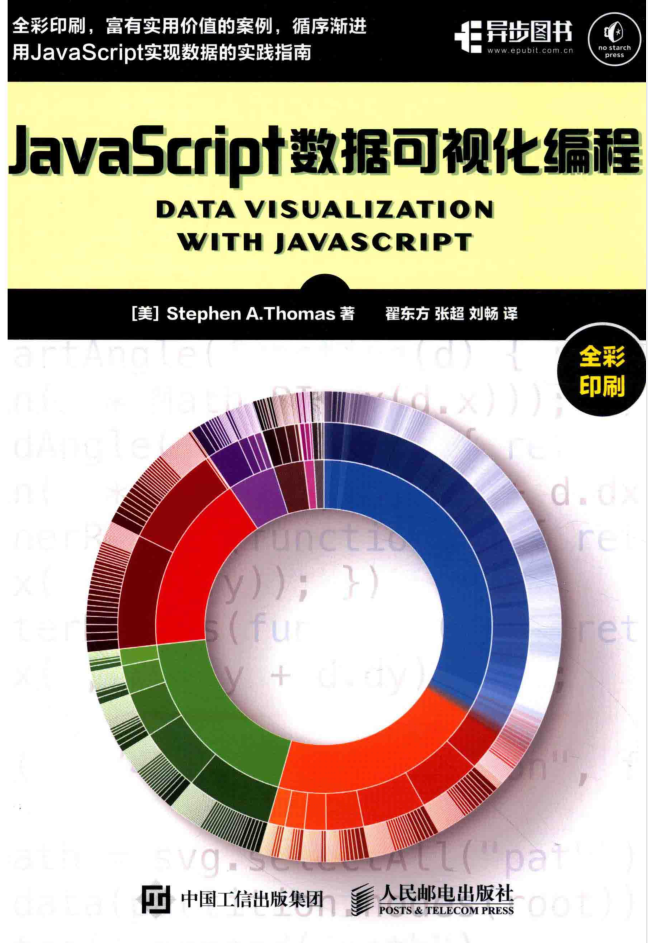 全彩印刷，富有实用价值的案例，循序渐进
用JavaScript实现数据的实践指南
异步图书
www.epubit.com.cn
no starch
press
JavaScript数据可视化编程
DATA VISUALIZATION
WITH JAVASCRIPT
[美] Stephen A.Thomas 著 翟东方 张超 刘畅 译
全彩
印刷
中国工信出版集团
人民邮电出版社
POSTS & TELECOM PRESS